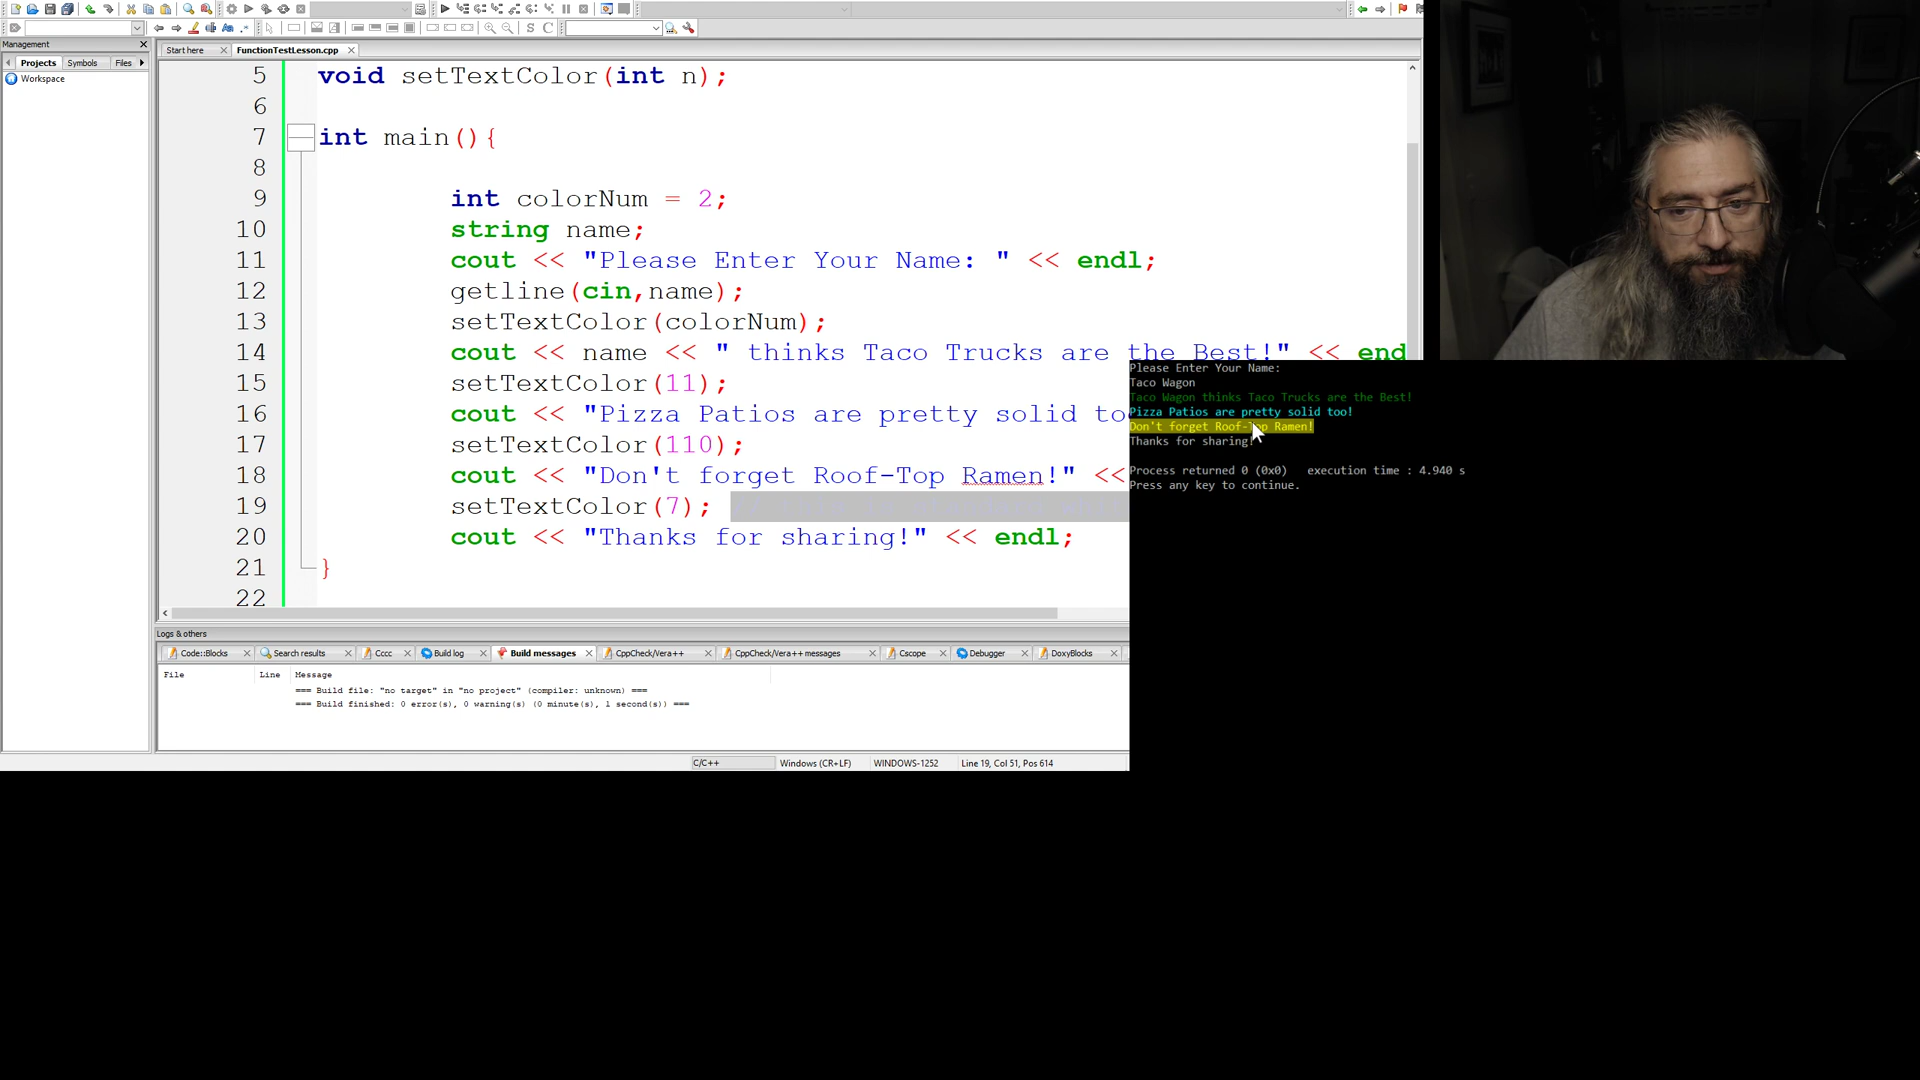 Management
Projects
Symbols
Files
Workspace
Start here
FunctionTestLesson.cpp
5 void setTextColor(int n);
6
7 int main(){
8
9 int colorNum = 2;
10 string name;
11 cout << "Please Enter Your Name: " << endl;
12 getline(cin,name);
13 setTextColor(colorNum);
14 cout << name << " thinks Taco Trucks are the Best!" << end
15 setTextColor(11);
16 cout << "Pizza Patios are pretty solid to
17 setTextColor(110);
18 cout << "Don't forget Roof-Top Ramen!" <<
19 setTextColor(7);
20 cout << "Thanks for sharing!" << endl;
21 }
22
Please Enter Your Name:
Taco Wagon
Taco Wagon thinks Taco Trucks are the Best!
Pizza Patios are pretty solid too!
Don't forget Roof-Top Ramen!
Thanks for sharing!
Process returned 0 (0x0) execution time : 4.940 s
Press any key to continue.
Logs & others
Code::Blocks
Search results
Cccc
Build log
Build messages
CppCheck/Vera++
CppCheck/Vera++ messages
Cscope
Debugger
DoxyBlocks
File Line Message
=== Build file: "no target" in "no project" (compiler: unknown) ===
=== Build finished: 0 error(s), 0 warning(s) (0 minute(s), 1 second(s)) ===
C/C++
Windows (CR+LF)
WINDOWS-1252
Line 19, Col 51, Pos 614